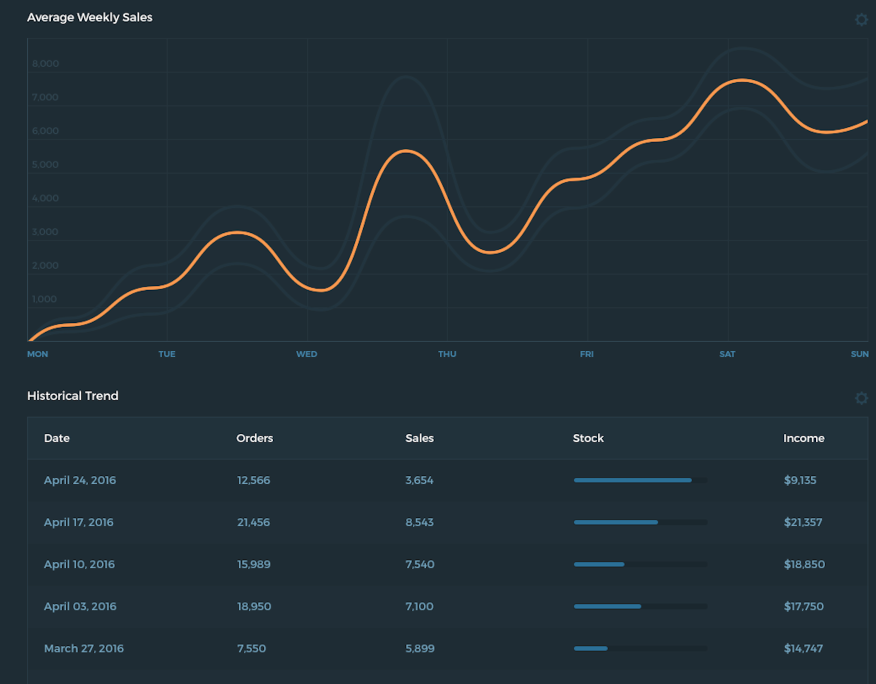 Average Weekly Sales
8,000
7,000
6,000
5,000
4,000
3,000
2,000
1,000
MON TUE WED THU FRI SAT SUN
Historical Trend
Date Orders Sales Stock Income
April 24, 2016 12,566 3,654 $9,135
April 17, 2016 21,456 8,543 $21,357
April 10, 2016 15,989 7,540 $18,850
April 03, 2016 18,950 7,100 $17,750
March 27, 2016 7,550 5,899 $14,747